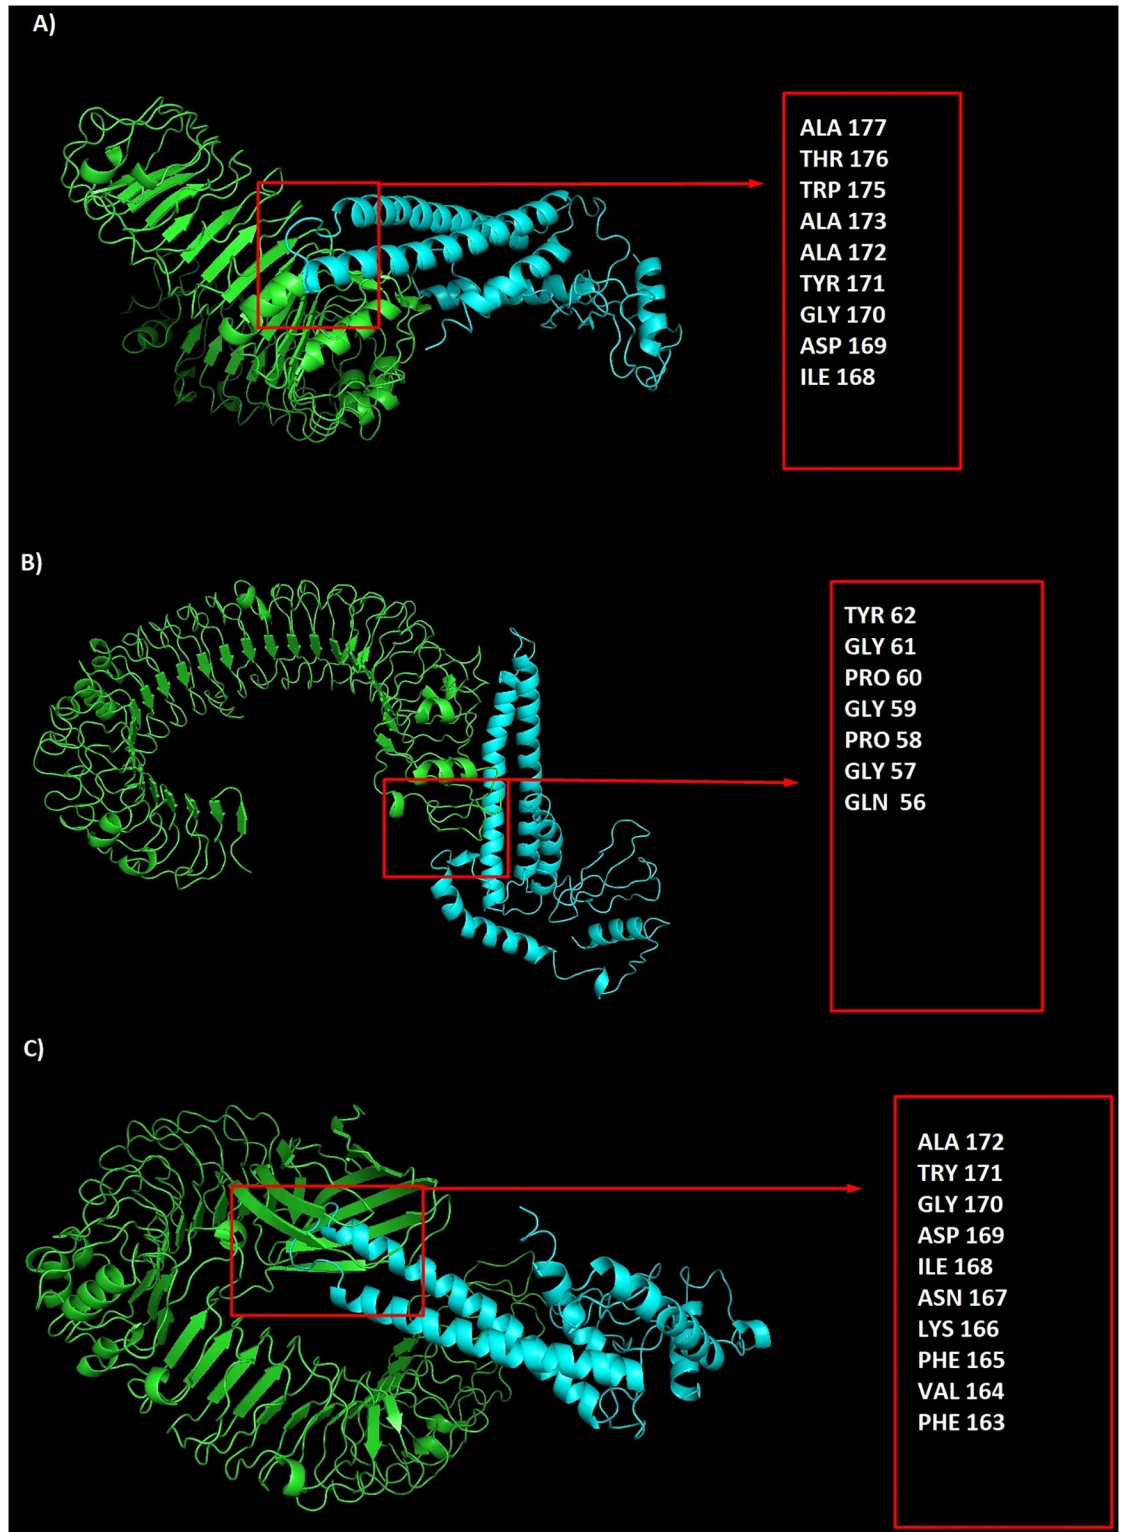 A)
ALA 177
THR 176
TRP 175
ALA 173
ALA 172
TYR 171
GLY 170
ASP 169
ILE 168
B)
TYR 62
GLY 61
PRO 60
GLY 59
PRO 58
GLY 57
GLN 56
C)
ALA 172
TRY 171
GLY 170
ASP 169
ILE 168
ASN 167
LYS 166
PHE 165
VAL 164
PHE 163